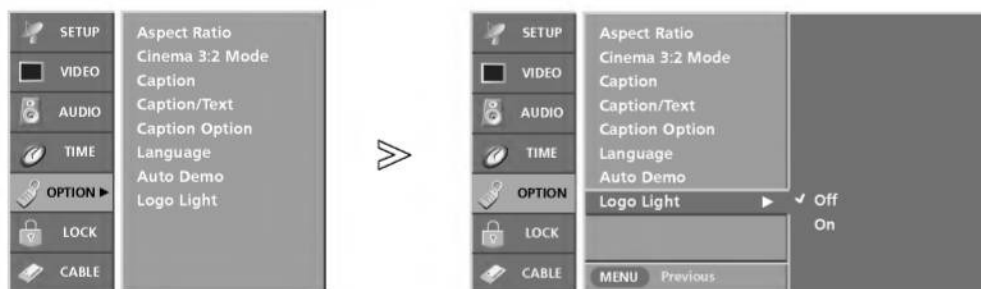 SETUP
VIDEO
AUDIO
TIME
OPTION
LOCK
CABLE
Aspect Ratio
Cinema 3:2 Mode
Caption
Caption/Text
Caption Option
Language
Auto Demo
Logo Light
SETUP
VIDEO
AUDIO
TIME
OPTION
LOCK
CABLE
Aspect Ratio
Cinema 3:2 Mode
Caption
Caption/Text
Caption Option
Language
Auto Demo
Logo Light
MENU Previous
Off
On